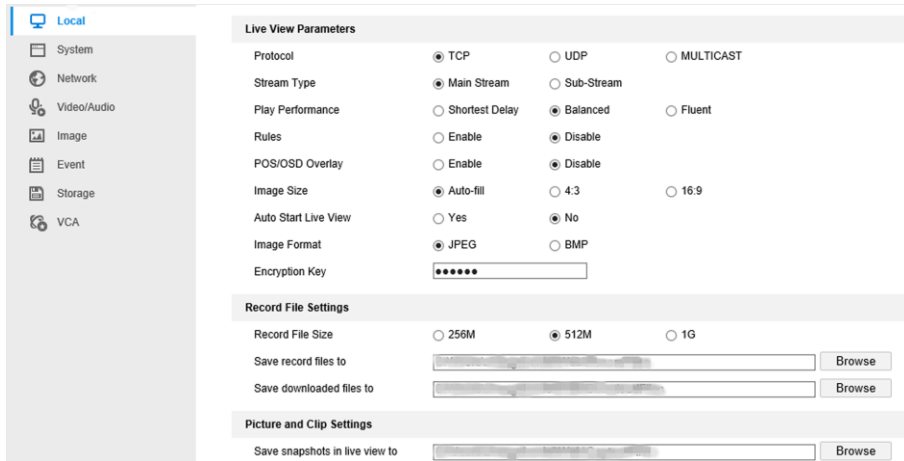 Local
System
Network
Video/Audio
Image
Event
Storage
VCA
Live View Parameters
Protocol TCP UDP MULTICAST
Stream Type Main Stream Sub-Stream
Play Performance Shortest Delay Balanced Fluent
Rules Enable Disable
POS/OSD Overlay Enable Disable
Image Size Auto-fill 4:3 16:9
Auto Start Live View Yes No
Image Format JPEG BMP
Encryption Key ●●●●●●
Record File Settings
Record File Size 256M 512M 1G
Save record files to Browse
Save downloaded files to Browse
Picture and Clip Settings
Save snapshots in live view to Browse